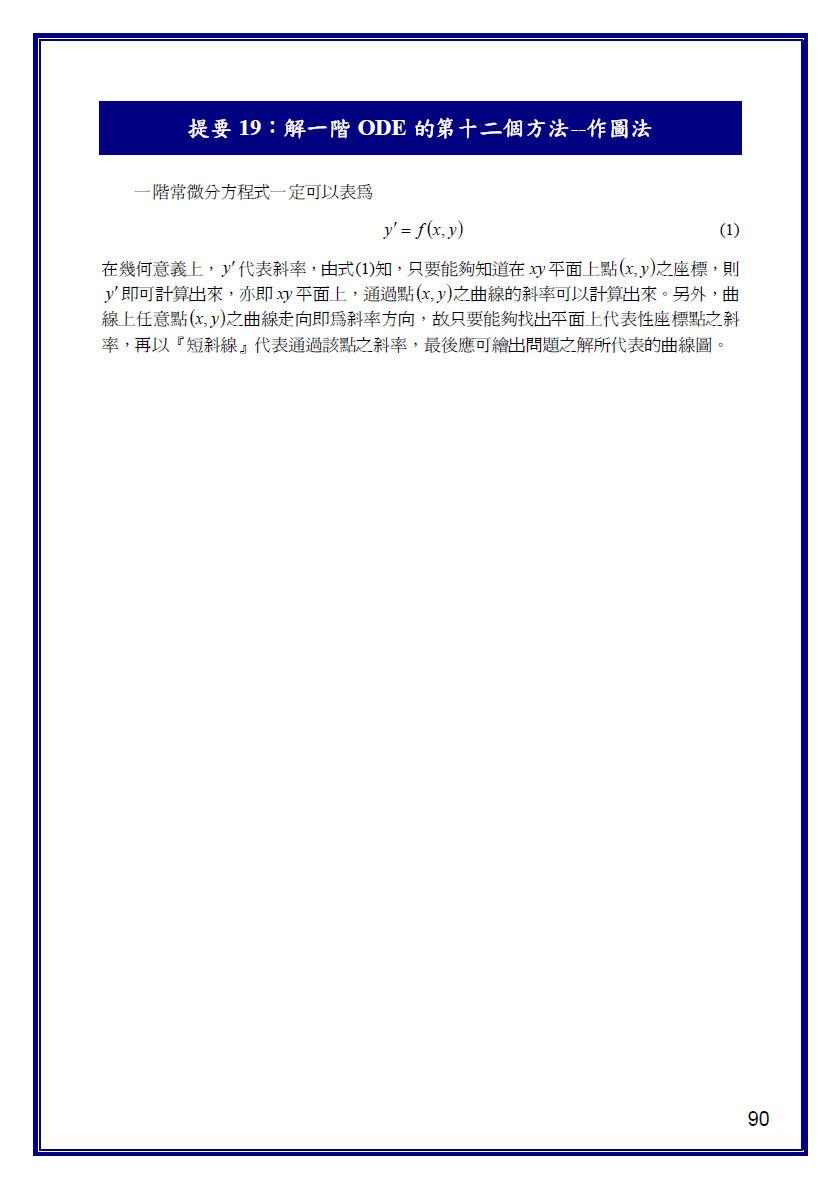 提要 19：解一階 ODE 的第十二個方法--作圖法
一階常微分方程式一定可以表為
y′ = f(x, y) (1)
在幾何意義上，y′ 代表斜率，由式(1)知，只要能夠知道在 xy 平面上點(x, y)之座標，則
y′ 即可計算出來，亦即 xy 平面上，通過點(x, y)之曲線的斜率可以計算出來。另外，曲
線上任意點(x, y)之曲線走向即為斜率方向，故只要能夠找出平面上代表性座標點之斜
率，再以『短斜線』代表通過該點之斜率，最後應可繪出問題之解所代表的曲線圖。
90